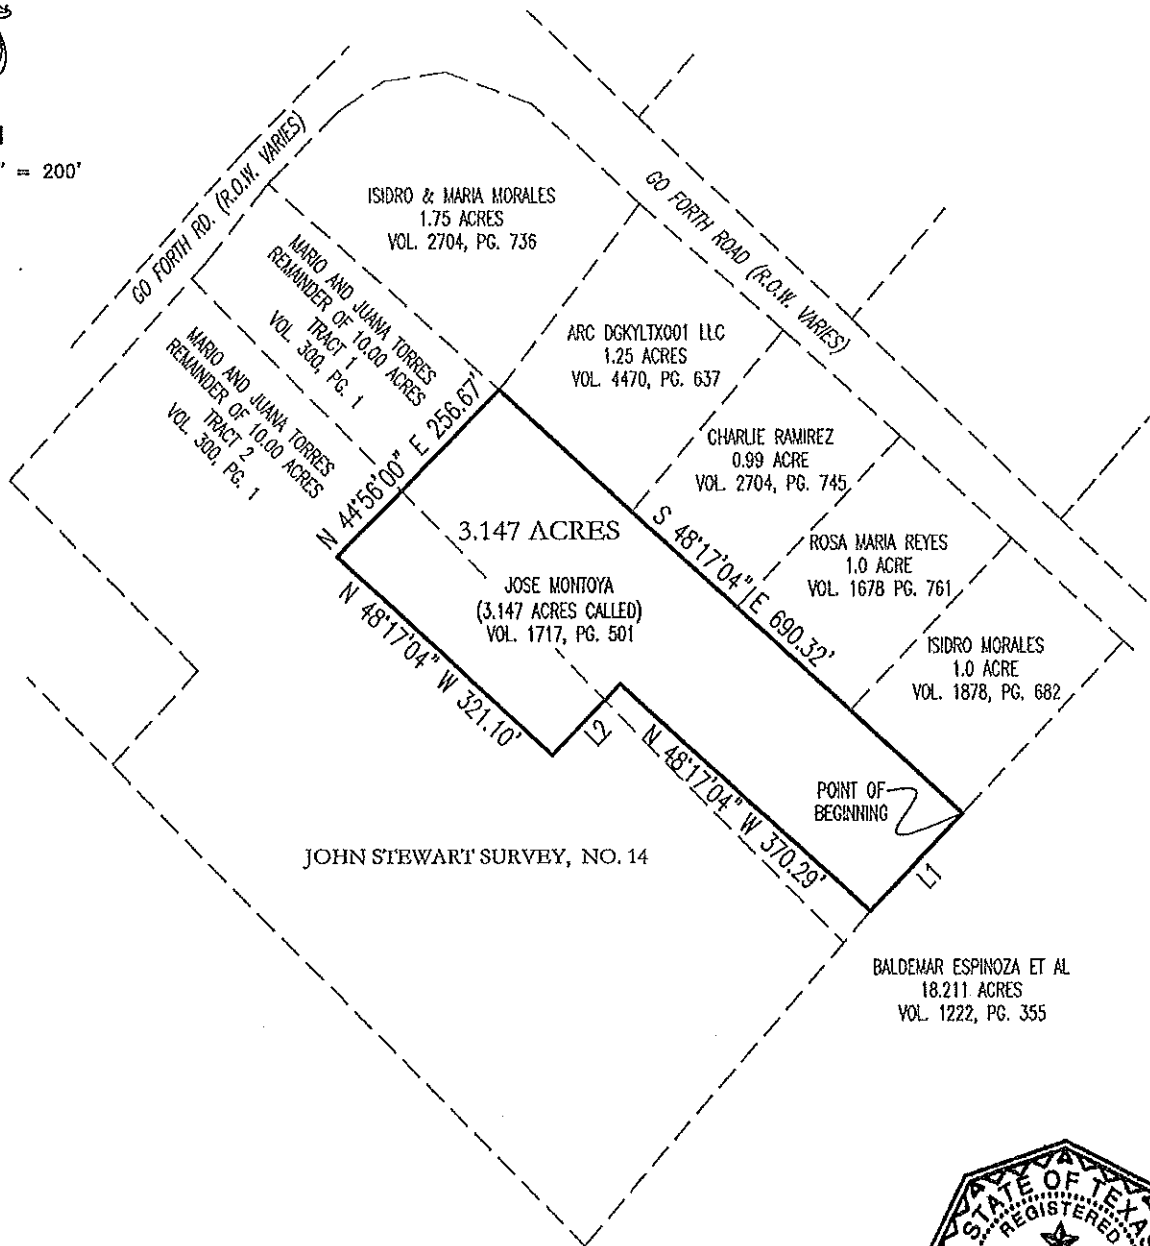 ' = 200'
GO FORTH RD. (R.O.W. VARIES)
ISIDRO & MARIA MORALES
1.75 ACRES
VOL. 2704, PG. 736
GO FORTH ROAD (R.O.W. VARIES)
MARIO AND JUANA TORRES
REMAINDER OF 10.00 ACRES
TRACT 1
VOL. 300, PG. 1
MARIO AND JUANA TORRES
REMAINDER OF 10.00 ACRES
TRACT 2
VOL. 300, PG. 1
ARC DGKYLTX001 LLC
1.25 ACRES
VOL. 4470, PG. 637
CHARLIE RAMIREZ
0.99 ACRE
VOL. 2704, PG. 745
ROSA MARIA REYES
1.0 ACRE
VOL. 1678 PG. 761
ISIDRO MORALES
1.0 ACRE
VOL. 1878, PG. 682
N 44°56'00" E 256.67'
3.147 ACRES
S 48°17'04" E 690.32'
JOSE MONTOYA
(3.147 ACRES CALLED)
VOL. 1717, PG. 501
N 48°17'04" W 321.10'
L2
N 48°17'04" W 370.29'
POINT OF
BEGINNING
L1
JOHN STEWART SURVEY, NO. 14
BALDEMAR ESPINOZA ET AL
18.211 ACRES
VOL. 1222, PG. 355
STATE OF TEXAS
REGISTERED